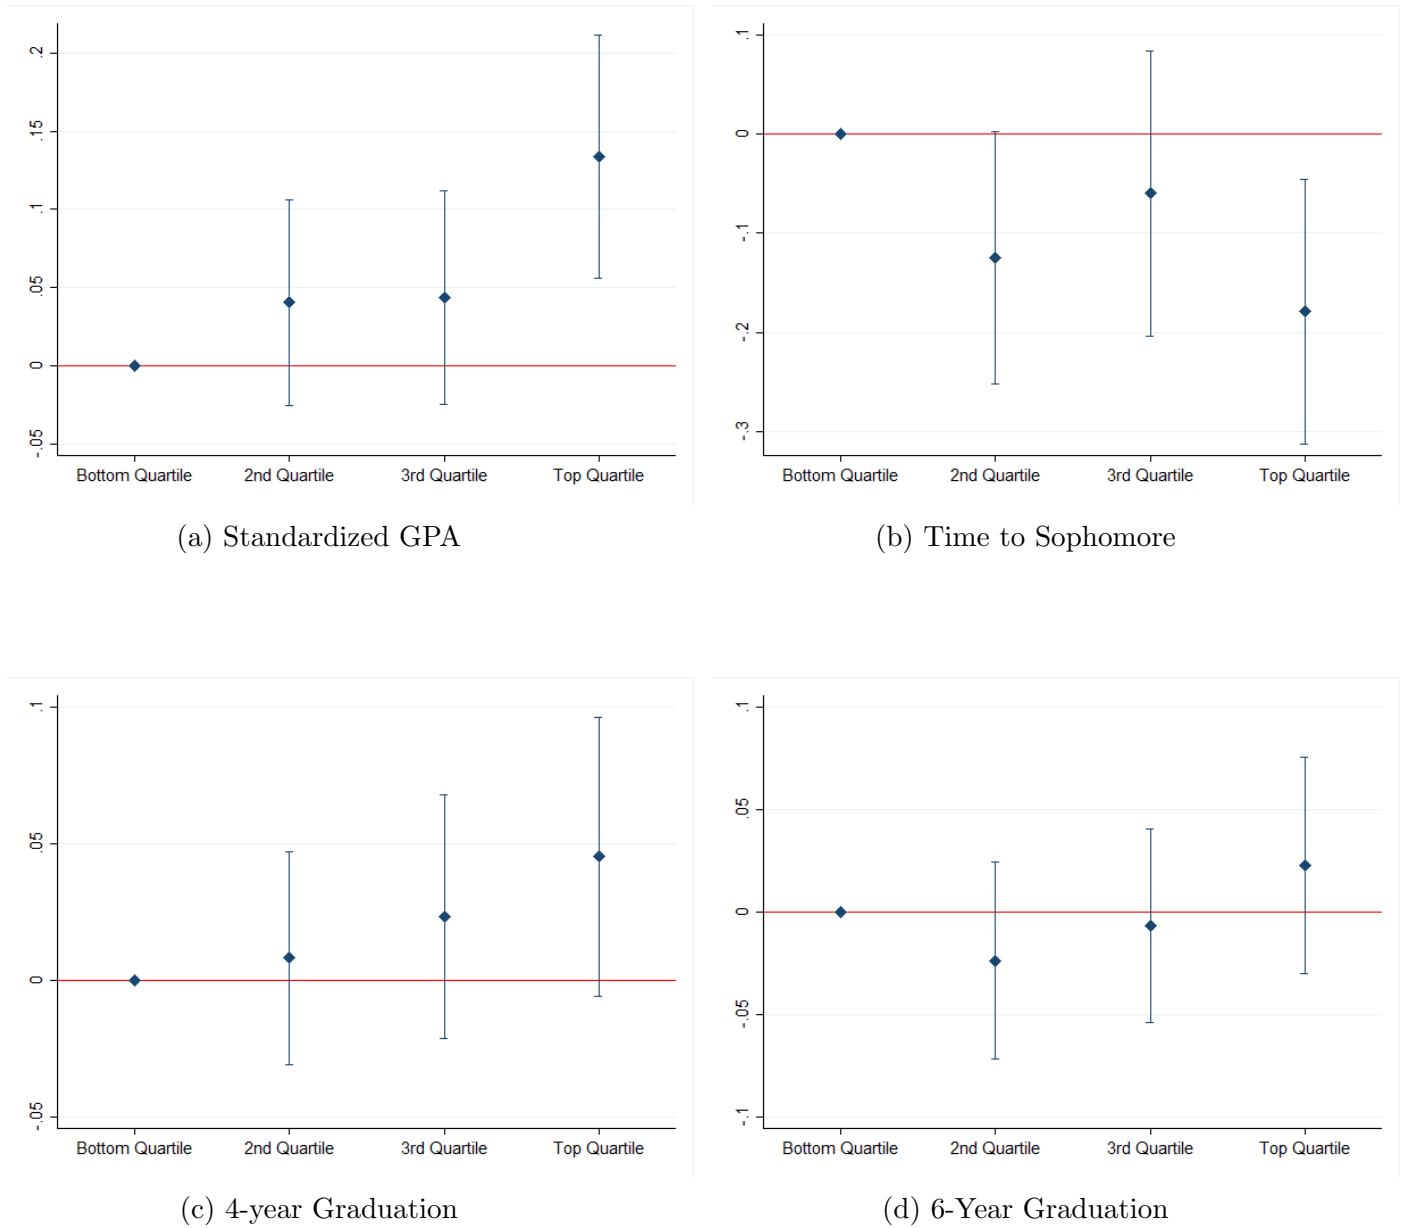 .2
.15
.1
.05
0
-.05
Bottom Quartile 2nd Quartile 3rd Quartile Top Quartile
(a) Standardized GPA
.1
0
-.1
-.2
-.3
Bottom Quartile 2nd Quartile 3rd Quartile Top Quartile
(b) Time to Sophomore
.1
.05
0
-.05
Bottom Quartile 2nd Quartile 3rd Quartile Top Quartile
(c) 4-year Graduation
.1
.05
0
-.05
-.1
Bottom Quartile 2nd Quartile 3rd Quartile Top Quartile
(d) 6-Year Graduation